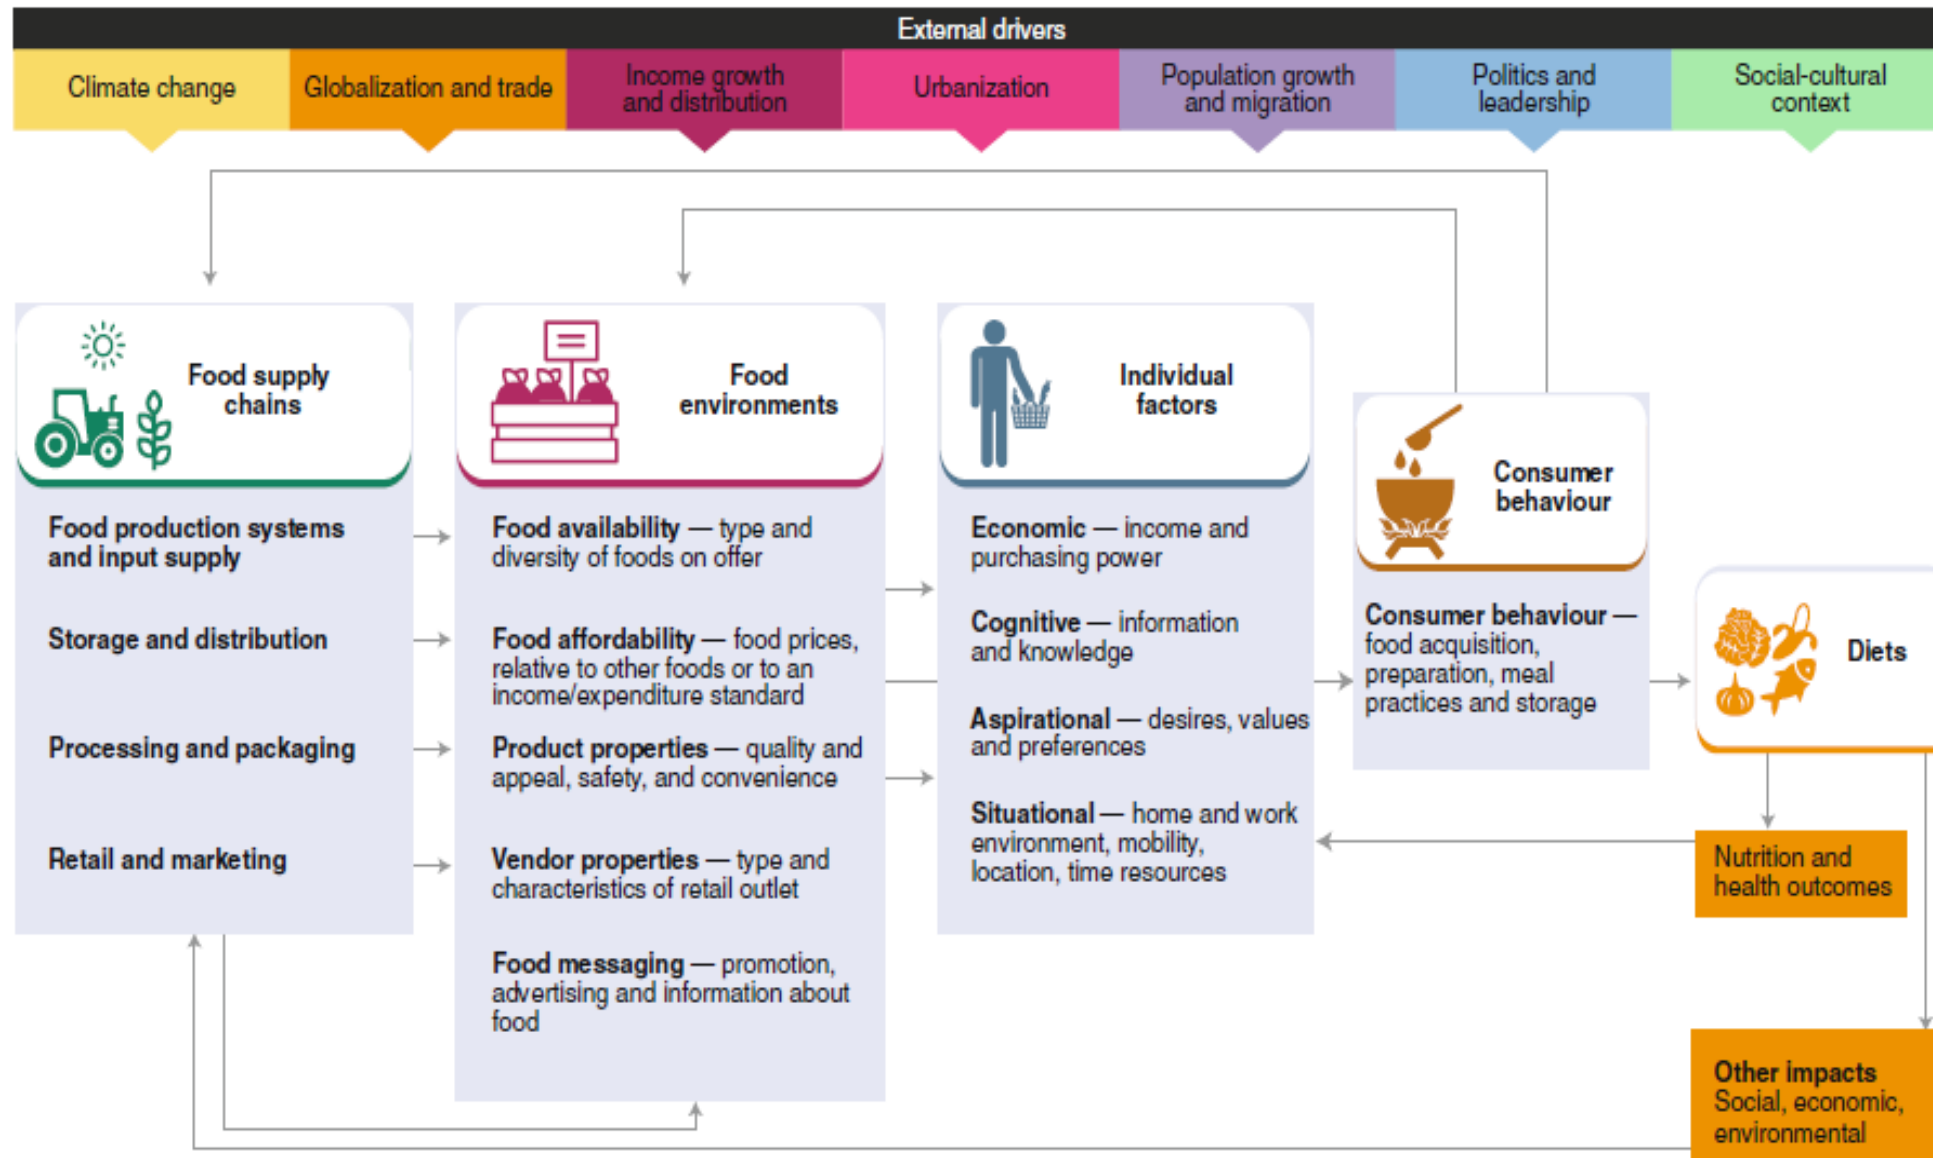 External drivers
Climate change
Globalization and trade
Income growth
and distribution
Urbanization
Population growth
and migration
Politics and
leadership
Social-cultural
context
Food supply
chains
Food production systems
and input supply
Storage and distribution
Processing and packaging
Retail and marketing
Food
environments
Food availability — type and
diversity of foods on offer
Food affordability — food prices,
relative to other foods or to an
income/expenditure standard
Product properties — quality and
appeal, safety, and convenience
Vendor properties — type and
characteristics of retail outlet
Food messaging — promotion,
advertising and information about
food
Individual
factors
Economic — income and
purchasing power
Cognitive — information
and knowledge
Aspirational — desires, values
and preferences
Situational — home and work
environment, mobility,
location, time resources
Consumer
behaviour
Consumer behaviour —
food acquisition,
preparation, meal
practices and storage
Diets
Nutrition and
health outcomes
Other impacts
Social, economic,
environmental